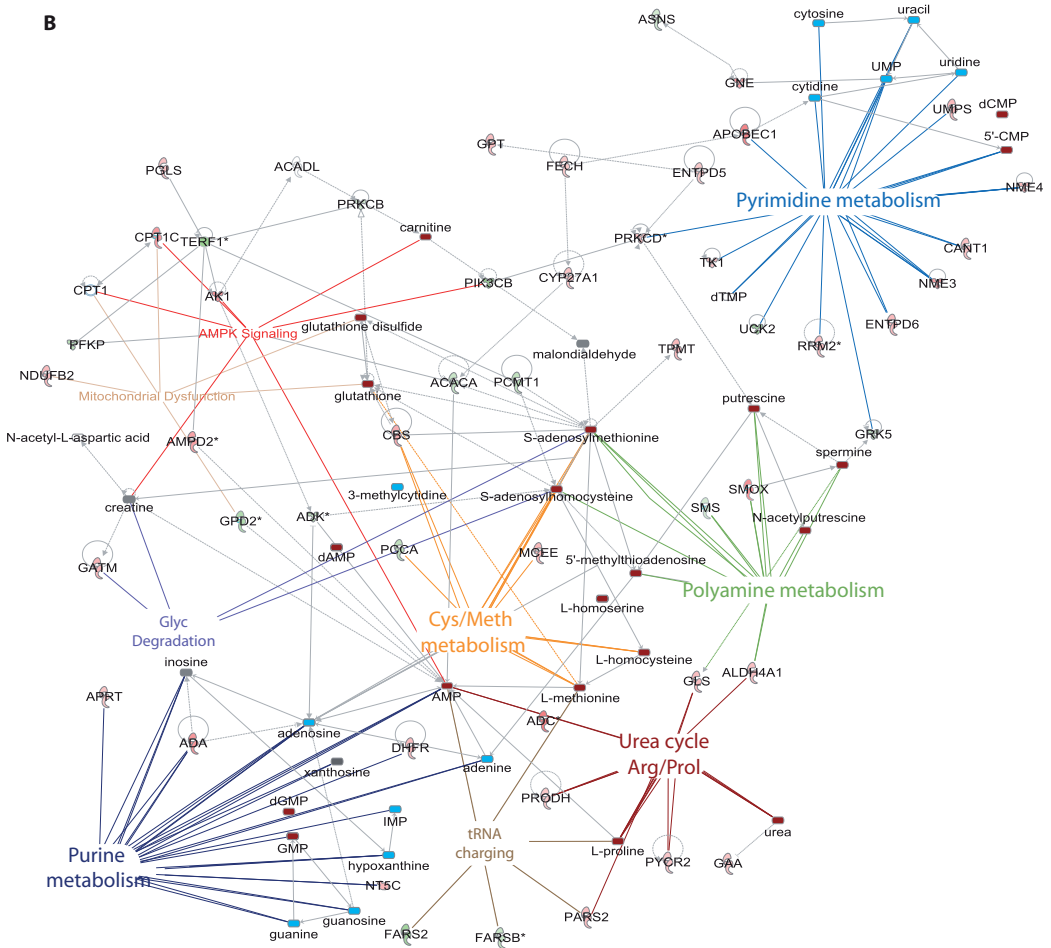 B
ASNS
cytosine
uracil
GNE
UMP
uridine
cytidine
UMPS
dCMP
APOBEC1
5'-CMP
GPT
FECH
ENTPD5
NME4
PGLS
ACADL
PRKCB
Pyrimidine metabolism
CPT1C
TERF1*
carnitine
PRKCD*
CANT1
TK1
CPT1
AK1
PIK3CB
CYP27A1
NME3
dTMP
AMPK Signaling
glutathione disulfide
UCK2
ENTPD6
PFKP
malondialdehyde
TPMT
RRM2*
NDUFB2
Mitochondrial Dysfunction
glutathione
ACACA
PCMT1
putrescine
N-acetyl-L-aspartic acid
AMPD2*
CBS
S-adenosylmethionine
GRK5
spermine
3-methylcytidine
S-adenosylhomocysteine
SMOX
creatine
SMS
N-acetylputrescine
GPD2*
ADK*
dAMP
PCCA
MCEE
5'-methylthioadenosine
GATM
Polyamine metabolism
L-homoserine
Glyc
Degradation
Cys/Meth
metabolism
L-homocysteine
inosine
GLS
ALDH4A1
APRT
AMP
L-methionine
ADC*
adenosine
ADA
DHFR
Urea cycle
Arg/Prol
xanthosine
adenine
dGMP
PRODH
IMP
GMP
tRNA
charging
urea
L-proline
Purine
metabolism
hypoxanthine
PYCR2
GAA
NT5C
guanosine
PARS2
guanine
FARS2
FARSB*